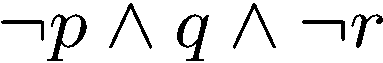 ¬p ∧ q ∧ ¬r